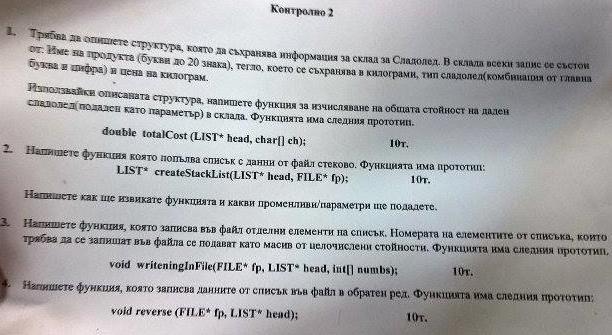 Контролно 2
1. Трябва да опишете структура, която да съхранява информация за склад за Сладолед. В склада всеки запис се състои
от: Име на продукта (букви до 20 знака), тегло, което се съхранява в килограми, тип сладолед(комбинация от главна
буква и цифра) и цена на килограм.
Използвайки описаната структура, напишете функция за изчисляване на общата стойност на даден
сладолед(подаден като параметър) в склада. Функцията има следния прототип.
double totalCost (LIST* head, char[] ch); 10т.
2. Напишете функция която попълва списък с данни от файл стеково. Функцията има прототип:
LIST* createStackList(LIST* head, FILE* fp); 10т.
Напишете как ще извикате функцията и какви променливи/параметри ще подадете.
3. Напишете функция, която записва във файл отделни елементи на списък. Номерата на елементите от списъка, които
трябва да се запишат във файла се подават като масив от целочислени стойности. Функцията има следния прототип.
void writeningInFile(FILE* fp, LIST* head, int[] numbs); 10т.
4. Напишете функция, която записва данните от списък във файл в обратен ред. Функцията има следния прототип:
void reverse (FILE* fp, LIST* head); 10т.